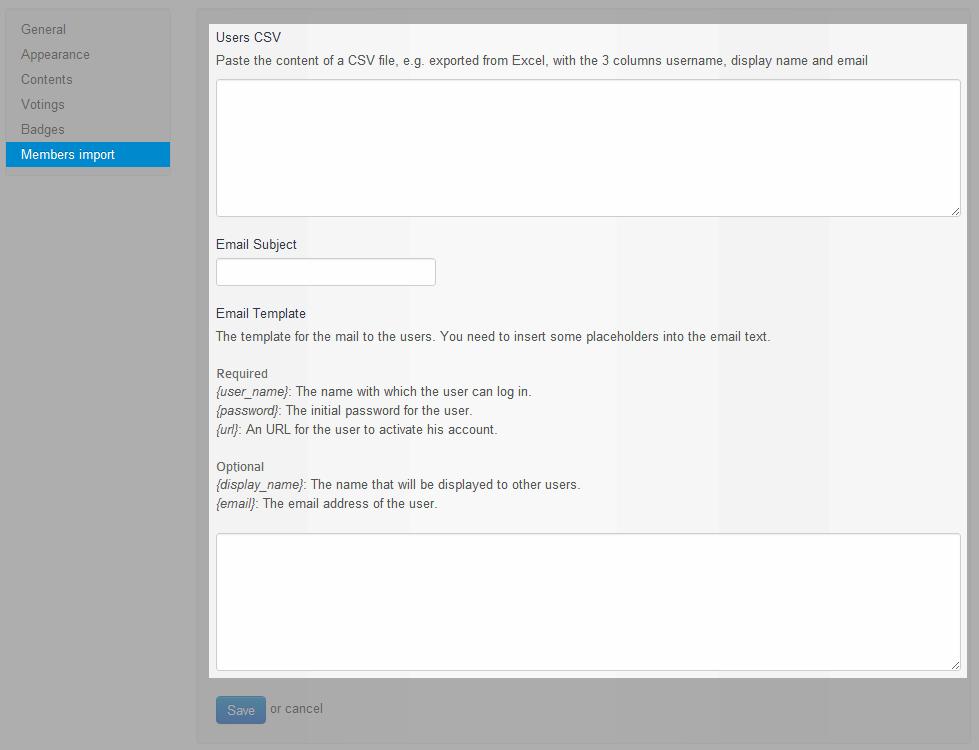 General
Appearance
Contents
Votings
Badges
Members import
Users CSV
Paste the content of a CSV file, e.g. exported from Excel, with the 3 columns username, display name and email
Email Subject
Email Template
The template for the mail to the users. You need to insert some placeholders into the email text.
Required
{user_name}: The name with which the user can log in.
{password}: The initial password for the user.
{url}: An URL for the user to activate his account.
Optional
{display_name}: The name that will be displayed to other users.
{email}: The email address of the user.
Save or cancel